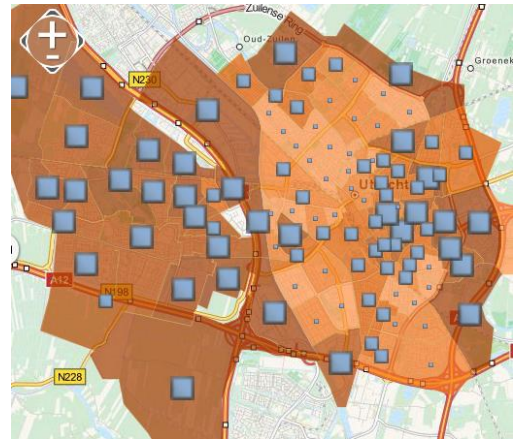 Zuilense Ring
Oud-Zuilen
Groenek
N230
Utrecht
A12
N198
N228